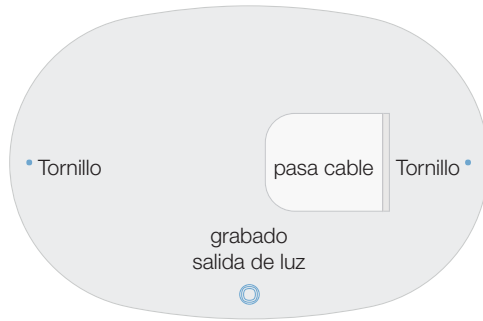 Tornillo
pasa cable
Tornillo
grabado
salida de luz